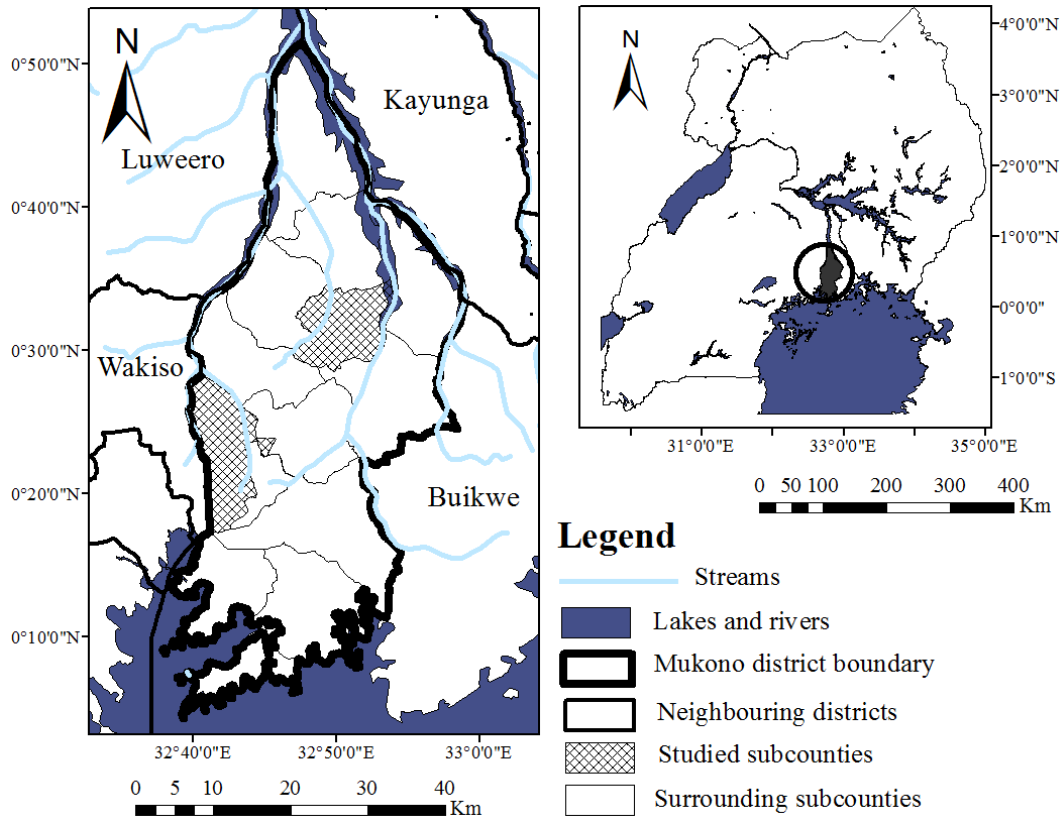 N
Kayunga
Luweero
Wakiso
Buikwe
0°50'0"N
0°40'0"N
0°30'0"N
0°20'0"N
0°10'0"N
32°40'0"E 32°50'0"E 33°0'0"E
0 5 10 20 30 40
Km
N
4°0'0"N
3°0'0"N
2°0'0"N
1°0'0"N
0°0'0"
1°0'0"S
31°0'0"E 33°0'0"E 35°0'0"E
0 50 100 200 300 400
Km
Legend
Streams
Lakes and rivers
Mukono district boundary
Neighbouring districts
Studied subcounties
Surrounding subcounties